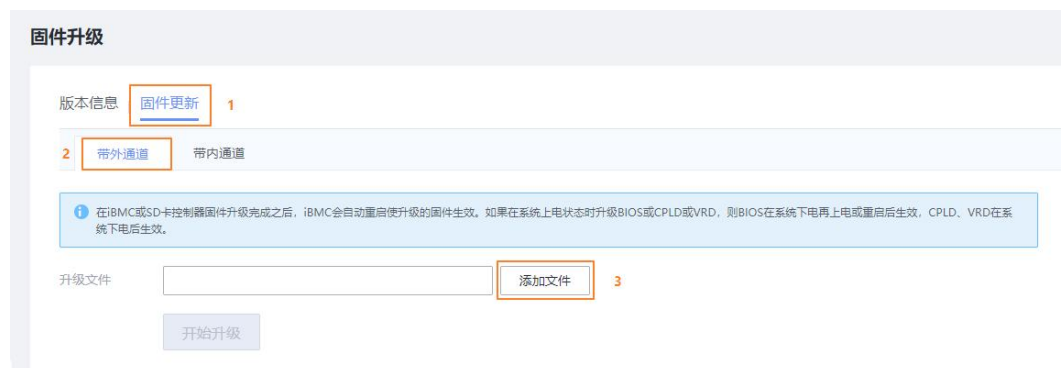 固件升级
版本信息 固件更新 1
2 带外通道 带内通道
在iBMC或SD卡控制器固件升级完成之后，iBMC会自动重启使升级的固件生效。如果在系统上电状态时升级BIOS或CPLD或VRD，则BIOS在系统下电再上电或重启后生效，CPLD、VRD在系
统下电后生效。
升级文件 添加文件 3
开始升级